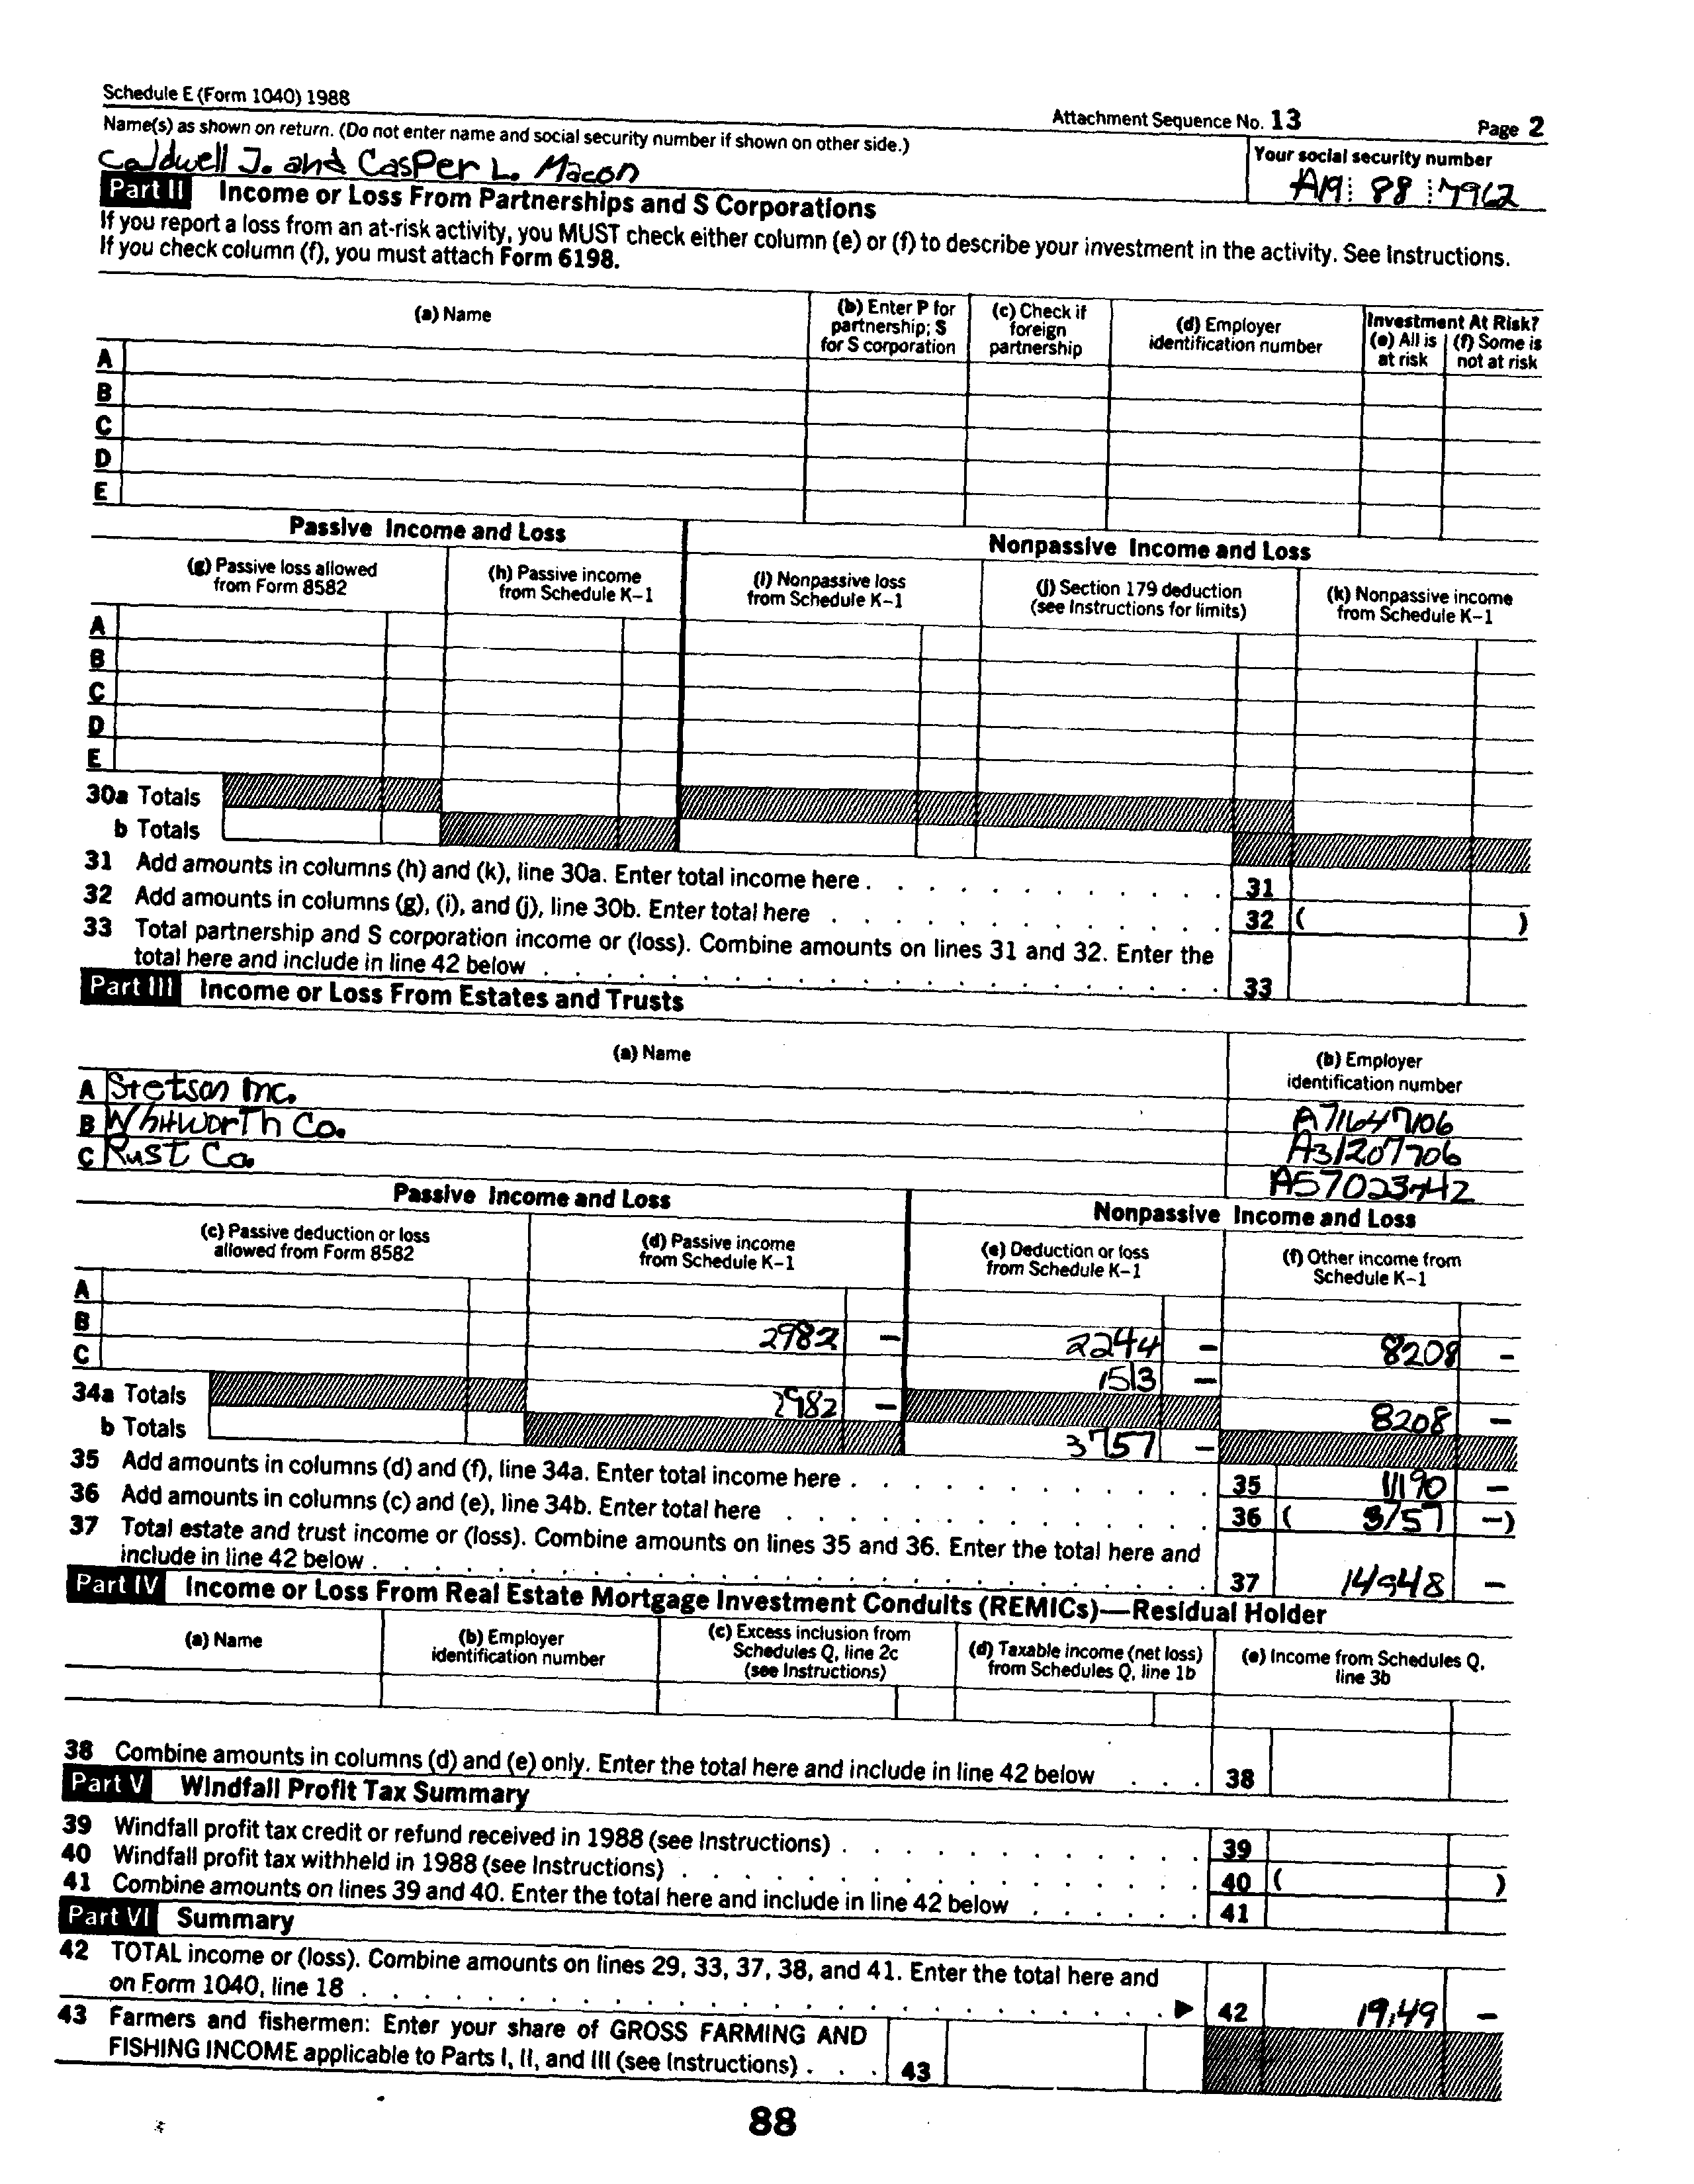 Schedule E (Form 1040) 1988
Attachment Sequence No. 13
Page 2
Name(s) as shown on return. (Do not enter name and social security number if shown on other side.)
Your social security number
Caldwell J. and Casper L. Macon
A19 88 7962
Part II Income or Loss From Partnerships and S Corporations
If you report a loss from an at-risk activity, you MUST check either column (e) or (f) to describe your investment in the activity. See Instructions.
If you check column (f), you must attach Form 6198.
(a) Name
(b) Enter P for partnership; S for S corporation
(c) Check if foreign partnership
(d) Employer identification number
Investment At Risk?
(e) All is at risk
(f) Some is not at risk
A
B
C
D
E
Passive Income and Loss
Nonpassive Income and Loss
(g) Passive loss allowed from Form 8582
(h) Passive income from Schedule K–1
(i) Nonpassive loss from Schedule K–1
(j) Section 179 deduction (see Instructions for limits)
(k) Nonpassive income from Schedule K–1
A
B
C
D
E
30a Totals
b Totals
31 Add amounts in columns (h) and (k), line 30a. Enter total income here . . . . . . . . . . . 31
32 Add amounts in columns (g), (i), and (j), line 30b. Enter total here . . . . . . . . . . . . 32 ( )
33 Total partnership and S corporation income or (loss). Combine amounts on lines 31 and 32. Enter the
total here and include in line 42 below . . . . . . . . . . . . . . . . . . . . . 33
Part III Income or Loss From Estates and Trusts
(a) Name
(b) Employer identification number
A Stetson Inc. A71647106
B Whitworth Co. A31207706
C Rust Co. A57023742
Passive Income and Loss
Nonpassive Income and Loss
(c) Passive deduction or loss allowed from Form 8582
(d) Passive income from Schedule K–1
(e) Deduction or loss from Schedule K–1
(f) Other income from Schedule K–1
A
B 2982 – 2244 – 8208 –
C 1513 –
34a Totals 2982 – 8208 –
b Totals 3757 –
35 Add amounts in columns (d) and (f), line 34a. Enter total income here . . . . . . . . . . . 35 11190 –
36 Add amounts in columns (c) and (e), line 34b. Enter total here . . . . . . . . . . . . . 36 ( 3757 –)
37 Total estate and trust income or (loss). Combine amounts on lines 35 and 36. Enter the total here and
include in line 42 below . . . . . . . . . . . . . . . . . . . . . . . . . . 37 14948 –
Part IV Income or Loss From Real Estate Mortgage Investment Conduits (REMICs)—Residual Holder
(a) Name
(b) Employer identification number
(c) Excess inclusion from Schedules Q, line 2c (see Instructions)
(d) Taxable income (net loss) from Schedules Q, line 1b
(e) Income from Schedules Q, line 3b
38 Combine amounts in columns (d) and (e) only. Enter the total here and include in line 42 below . . . 38
Part V Windfall Profit Tax Summary
39 Windfall profit tax credit or refund received in 1988 (see Instructions) . . . . . . . . . . . 39
40 Windfall profit tax withheld in 1988 (see Instructions) . . . . . . . . . . . . . . . . 40 ( )
41 Combine amounts on lines 39 and 40. Enter the total here and include in line 42 below . . . . . . 41
Part VI Summary
42 TOTAL income or (loss). Combine amounts on lines 29, 33, 37, 38, and 41. Enter the total here and
on Form 1040, line 18 . . . . . . . . . . . . . . . . . . . . . . . . . ▶ 42 19149 –
43 Farmers and fishermen: Enter your share of GROSS FARMING AND
FISHING INCOME applicable to Parts I, II, and III (see Instructions) . . . 43
88